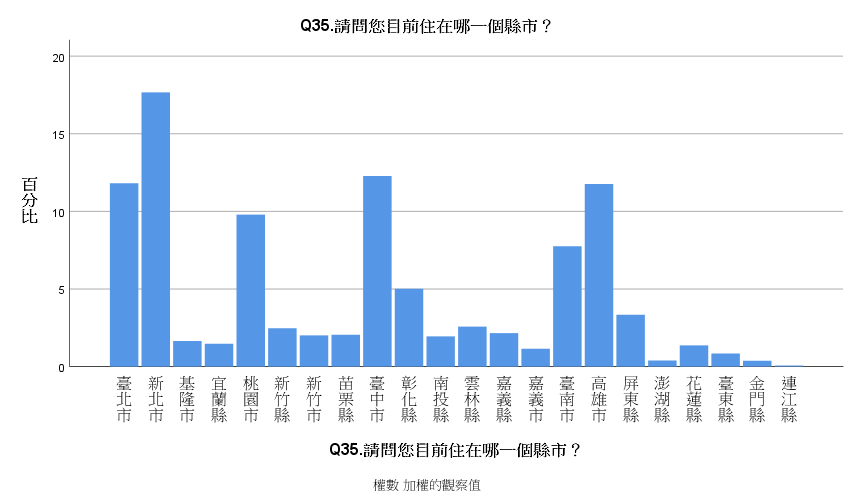 Q35.請問您目前住在哪一個縣市？
20
15
10
5
0
百分比
臺北市
新北市
基隆市
宜蘭縣
桃園市
新竹縣
新竹市
苗栗縣
臺中市
彰化縣
南投縣
雲林縣
嘉義縣
嘉義市
臺南市
高雄市
屏東縣
澎湖縣
花蓮縣
臺東縣
金門縣
連江縣
Q35.請問您目前住在哪一個縣市？
權數 加權的觀察值